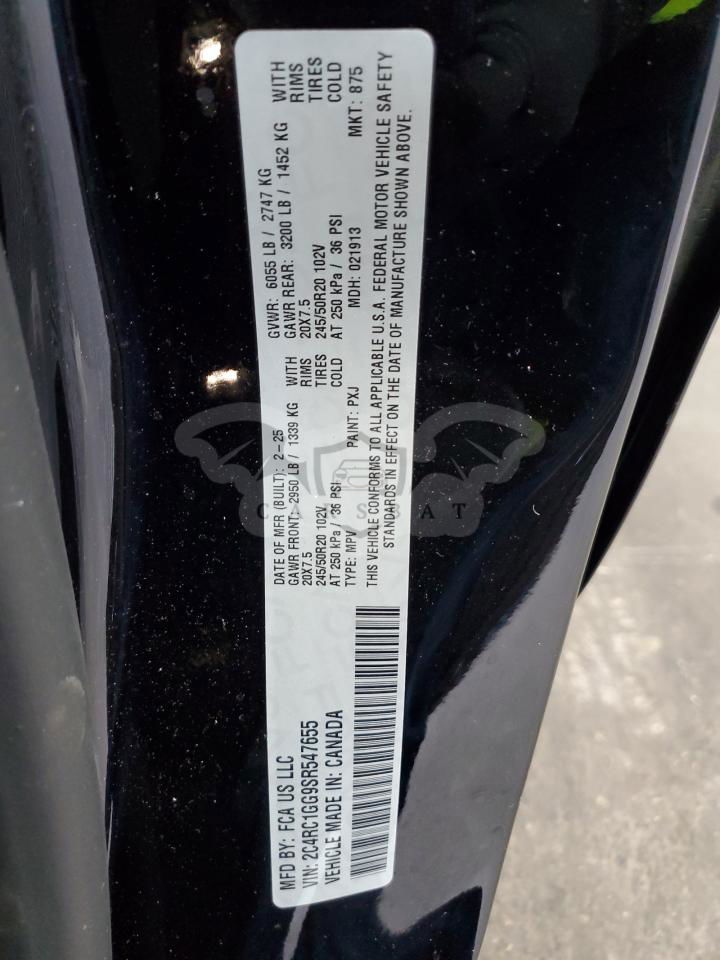 MFD BY: FCA US LLC
VIN: 2C4RC1GG9SR547655
VEHICLE MADE IN: CANADA
DATE OF MFR (BUILT): 2-25 GVWR: 6055 LB / 2747 KG
GAWR FRONT: 2950 LB / 1339 KG WITH GAWR REAR: 3200 LB / 1452 KG WITH
20X7.5 RIMS 20X7.5 RIMS
245/50R20 102V TIRES 245/50R20 102V TIRES
AT 250 kPa / 36 PSI COLD AT 250 kPa / 36 PSI COLD
TYPE: MPV PAINT: PXJ MDH: 021913 MKT: 875
THIS VEHICLE CONFORMS TO ALL APPLICABLE U.S.A. FEDERAL MOTOR VEHICLE SAFETY
STANDARDS IN EFFECT ON THE DATE OF MANUFACTURE SHOWN ABOVE.
CARSBAT